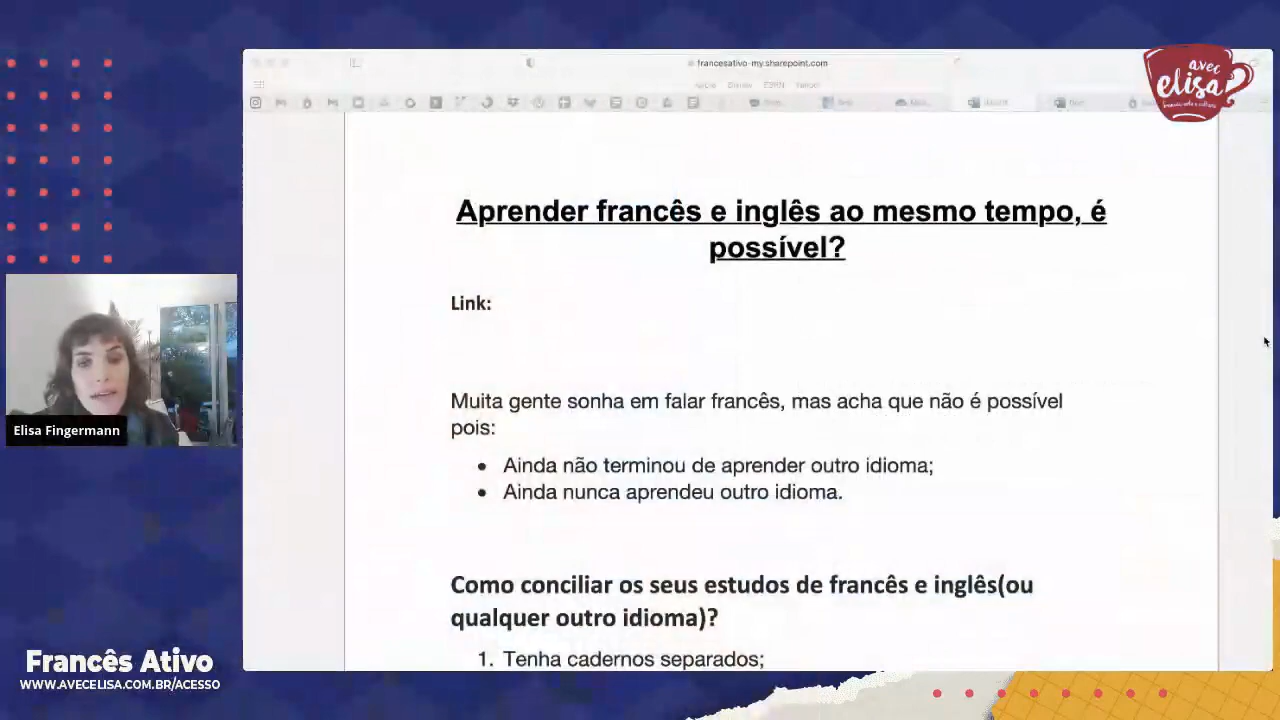 francesativo-my.sharepoint.com
avec
elisa
Aprender francês e inglês ao mesmo tempo, é
possível?
Link:
Muita gente sonha em falar francês, mas acha que não é possível
pois:
Ainda não terminou de aprender outro idioma;
Ainda nunca aprendeu outro idioma.
Elisa Fingermann
Como conciliar os seus estudos de francês e inglês(ou
qualquer outro idioma)?
1. Tenha cadernos separados;
Francês Ativo
WWW.AVECELISA.COM.BR/ACESSO